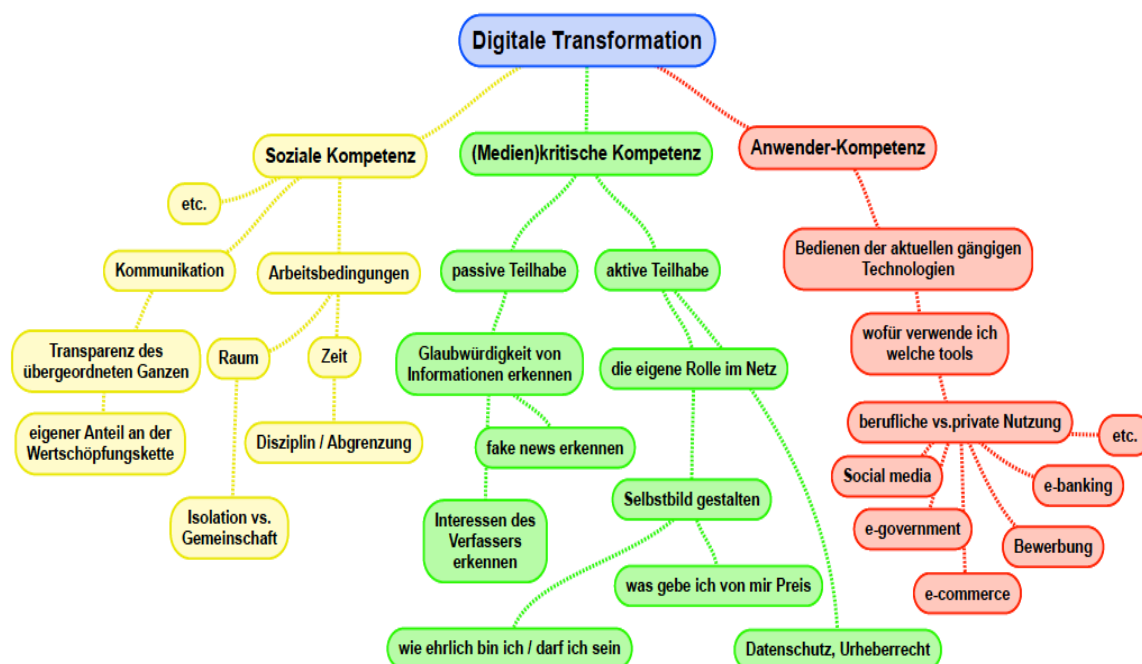 Digitale Transformation
Soziale Kompetenz
(Medien)kritische Kompetenz
Anwender-Kompetenz
etc.
Kommunikation
Arbeitsbedingungen
passive Teilhabe
aktive Teilhabe
Bedienen der aktuellen gängigen
Technologien
Transparenz des
übergeordneten Ganzen
Raum
Zeit
Glaubwürdigkeit von
Informationen erkennen
die eigene Rolle im Netz
wofür verwende ich
welche tools
eigener Anteil an der
Wertschöpfungskette
Disziplin / Abgrenzung
fake news erkennen
berufliche vs.private Nutzung
etc.
Social media
e-banking
Isolation vs.
Gemeinschaft
Interessen des
Verfassers
erkennen
Selbstbild gestalten
e-government
Bewerbung
was gebe ich von mir Preis
e-commerce
wie ehrlich bin ich / darf ich sein
Datenschutz, Urheberrecht